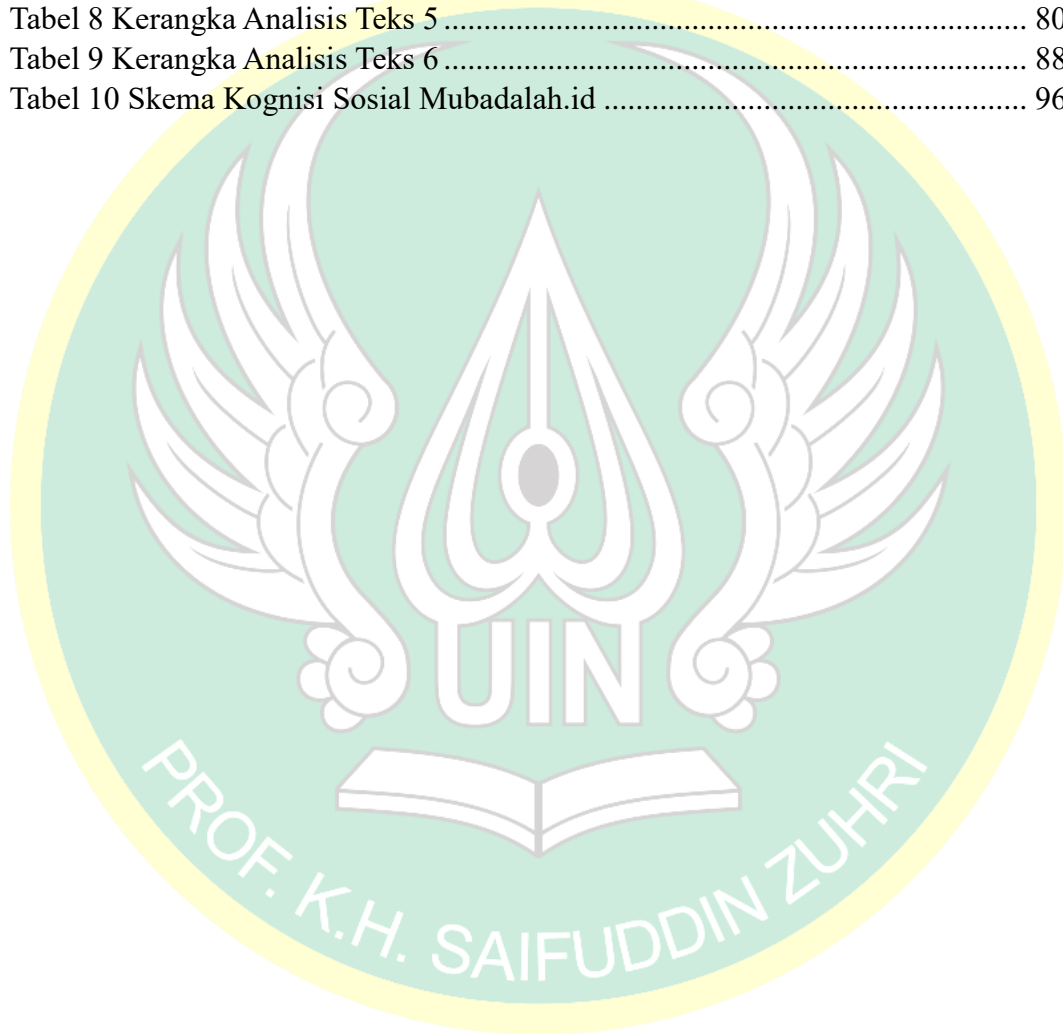 Tabel 8 Kerangka Analisis Teks 5 ........................................................................... 80
Tabel 9 Kerangka Analisis Teks 6 ........................................................................... 88
Tabel 10 Skema Kognisi Sosial Mubadalah.id ....................................................... 96
UIN
PROF. K.H. SAIFUDDIN ZUHRI